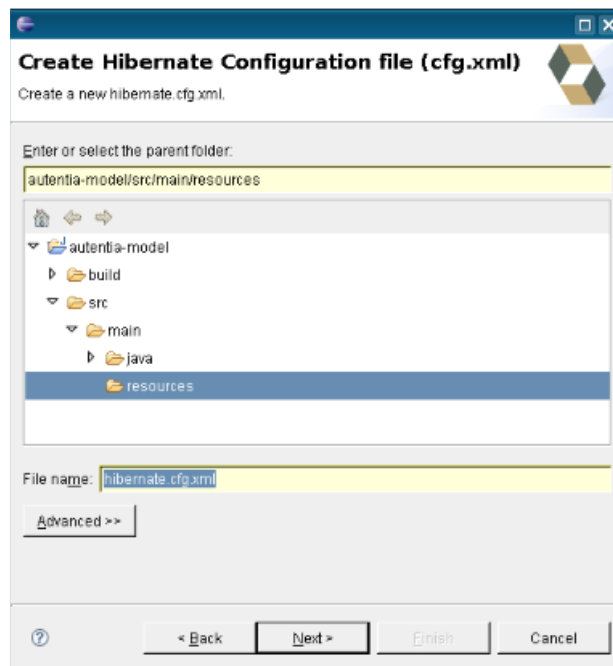 Create Hibernate Configuration file (cfg.xml)
Create a new hibernate.cfg.xml.
Enter or select the parent folder:
autentia-model/src/main/resources
autentia-model
build
src
main
java
resources
File name: hibernate.cfg.xml
Advanced >>
< Back Next > Finish Cancel